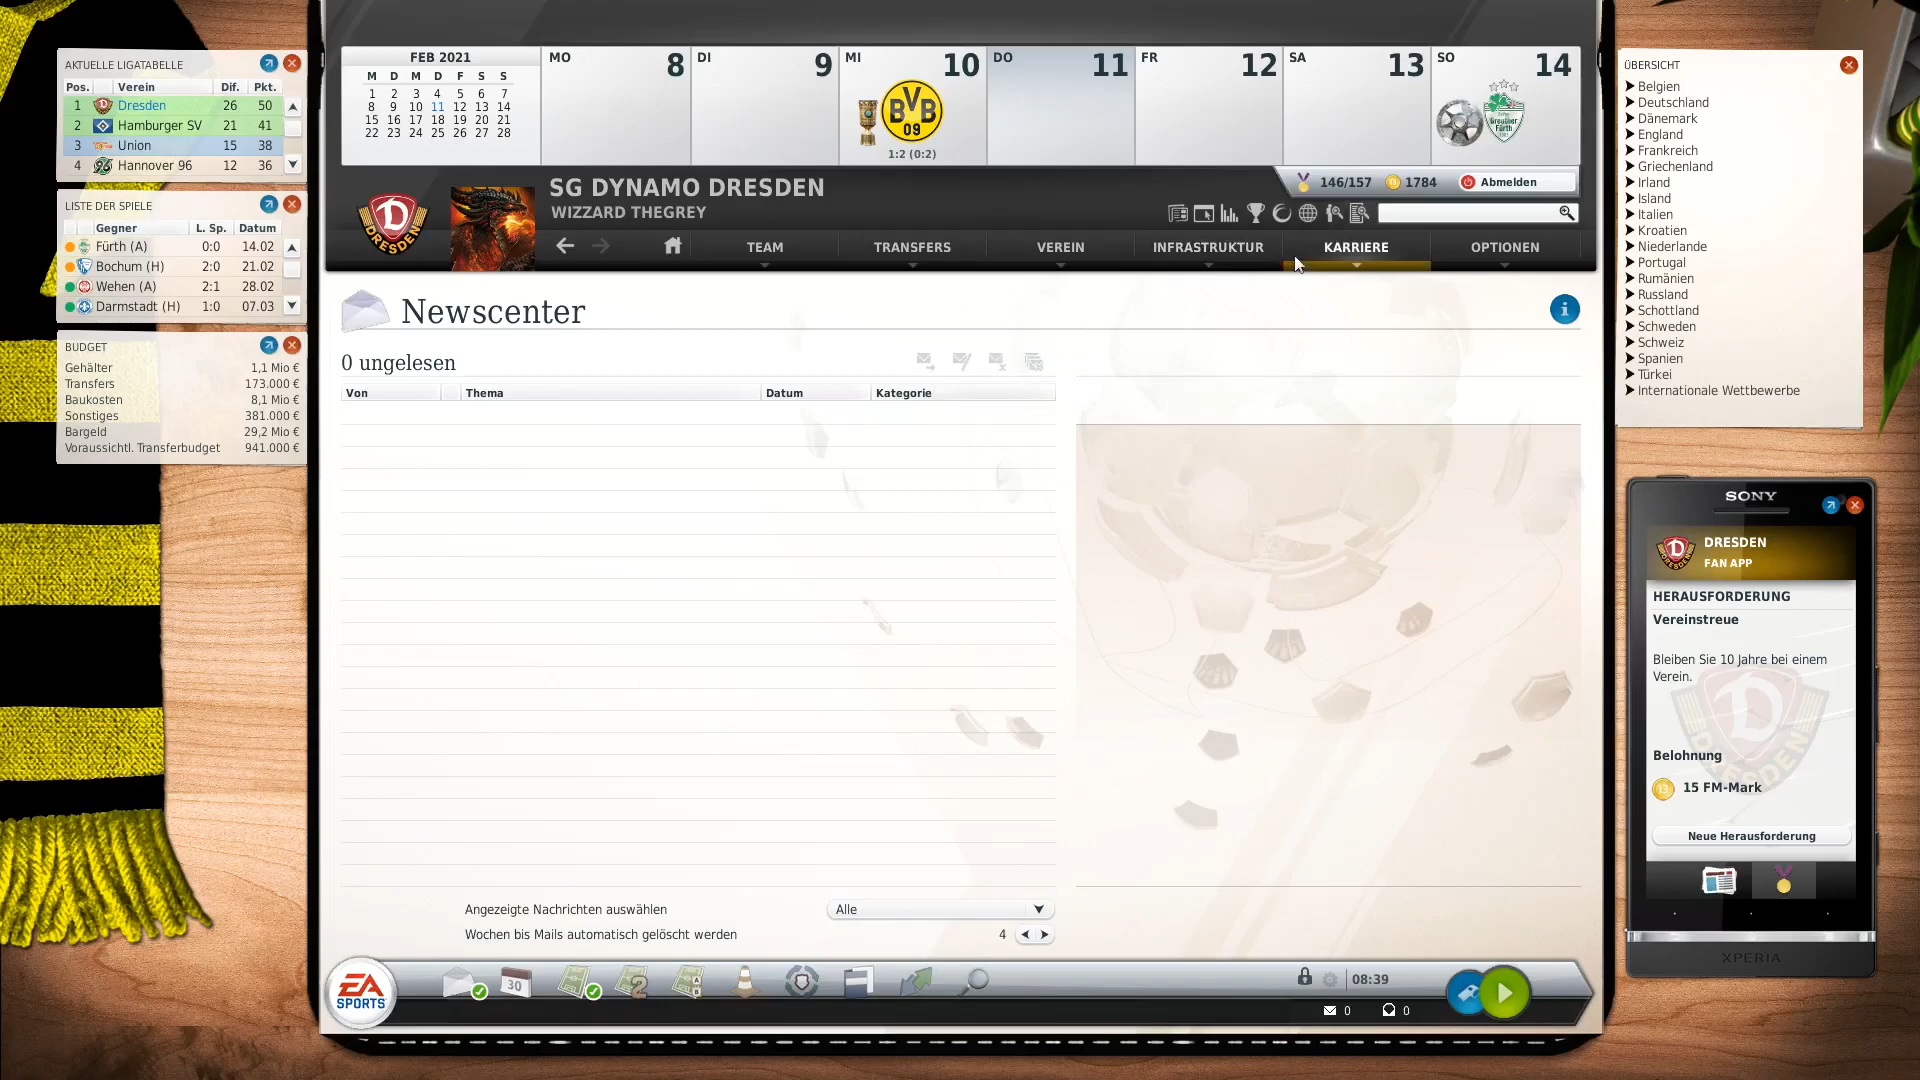 AKTUELLE LIGATABELLE
Pos. Verein Dif. Pkt.
1 Dresden 26 50
2 Hamburger SV 21 41
3 Union 15 38
4 Hannover 96 12 36
LISTE DER SPIELE
Gegner L. Sp. Datum
Fürth (A) 0:0 14.02
Bochum (H) 2:0 21.02
Wehen (A) 2:1 28.02
Darmstadt (H) 1:0 07.03
BUDGET
Gehälter 1,1 Mio €
Transfers 173.000 €
Baukosten 8,1 Mio €
Sonstiges 381.000 €
Bargeld 29,2 Mio €
Voraussichtl. Transferbudget 941.000 €
FEB 2021
M D M D F S S
1 2 3 4 5 6 7
8 9 10 11 12 13 14
15 16 17 18 19 20 21
22 23 24 25 26 27 28
MO 8 DI 9 MI 10 DO 11 FR 12 SA 13 SO 14
BVB
09
Greuther
Fürth
1:2 (0:2)
SG DYNAMO DRESDEN
WIZZARD THEGREY
146/157 1784 Abmelden
D
DRESDEN
TEAM TRANSFERS VEREIN INFRASTRUKTUR KARRIERE OPTIONEN
Newscenter
i
0 ungelesen
Von Thema Datum Kategorie
Angezeigte Nachrichten auswählen Alle
Wochen bis Mails automatisch gelöscht werden 4
EA
SPORTS
30
2
08:39
0 0
ÜBERSICHT
Belgien
Deutschland
Dänemark
England
Frankreich
Griechenland
Irland
Island
Italien
Kroatien
Niederlande
Portugal
Rumänien
Russland
Schottland
Schweden
Schweiz
Spanien
Türkei
Internationale Wettbewerbe
SONY
DRESDEN
FAN APP
HERAUSFORDERUNG
Vereinstreue
Bleiben Sie 10 Jahre bei einem
Verein.
Belohnung
13 15 FM-Mark
Neue Herausforderung
XPERIA